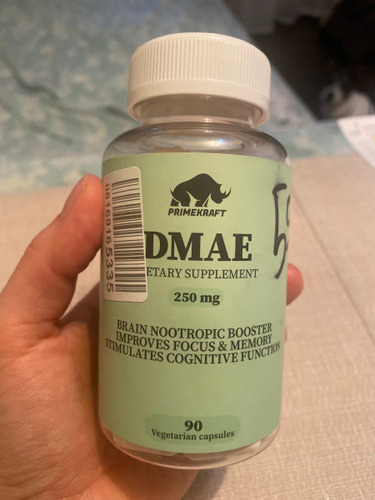 PRIMEKRAFT
DMAE
ETARY SUPPLEMENT
250 mg
BRAIN NOOTROPIC BOOSTER
IMPROVES FOCUS & MEMORY
STIMULATES COGNITIVE FUNCTION
90
Vegetarian capsules